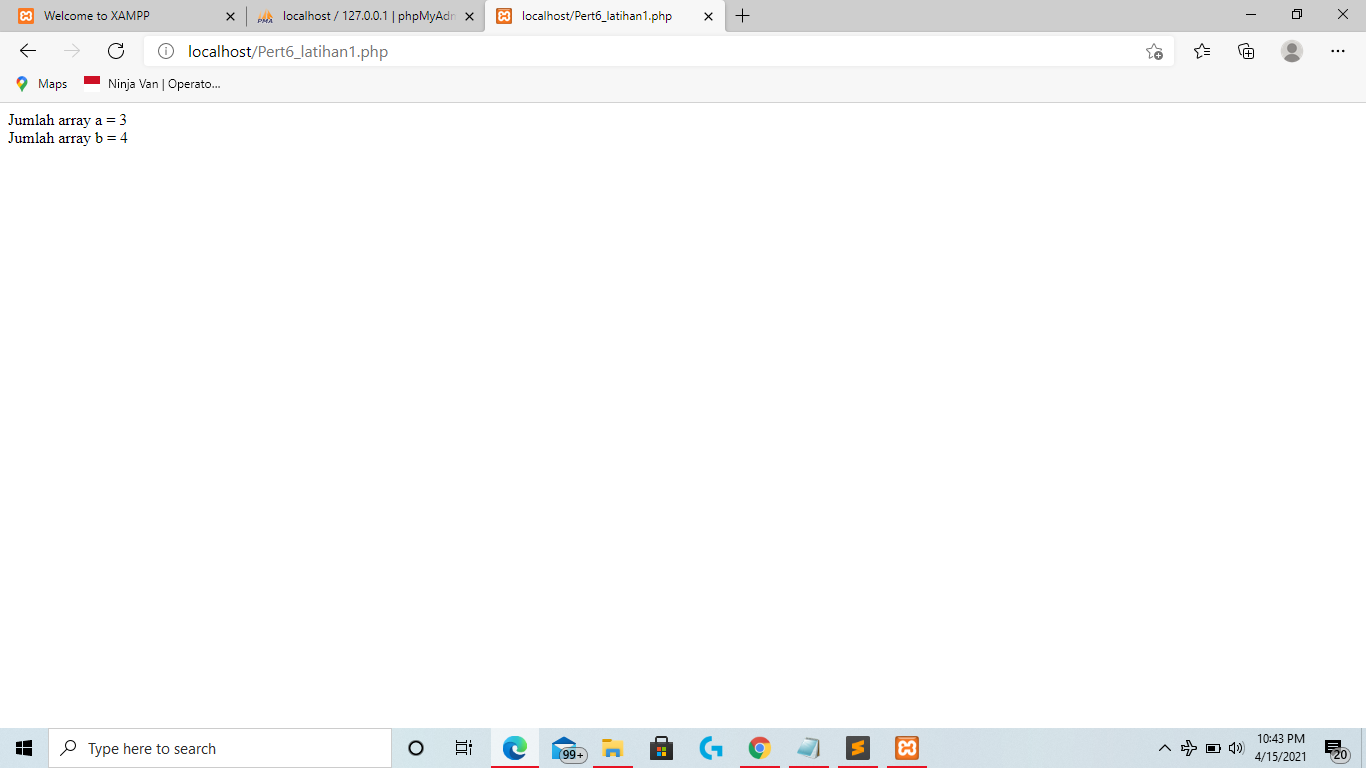 Welcome to XAMPP
localhost / 127.0.0.1 | phpMyAdn
localhost/Pert6_latihan1.php
localhost/Pert6_latihan1.php
Maps
Ninja Van | Operato...
Jumlah array a = 3
Jumlah array b = 4
Type here to search
99+
10:43 PM
4/15/2021
20